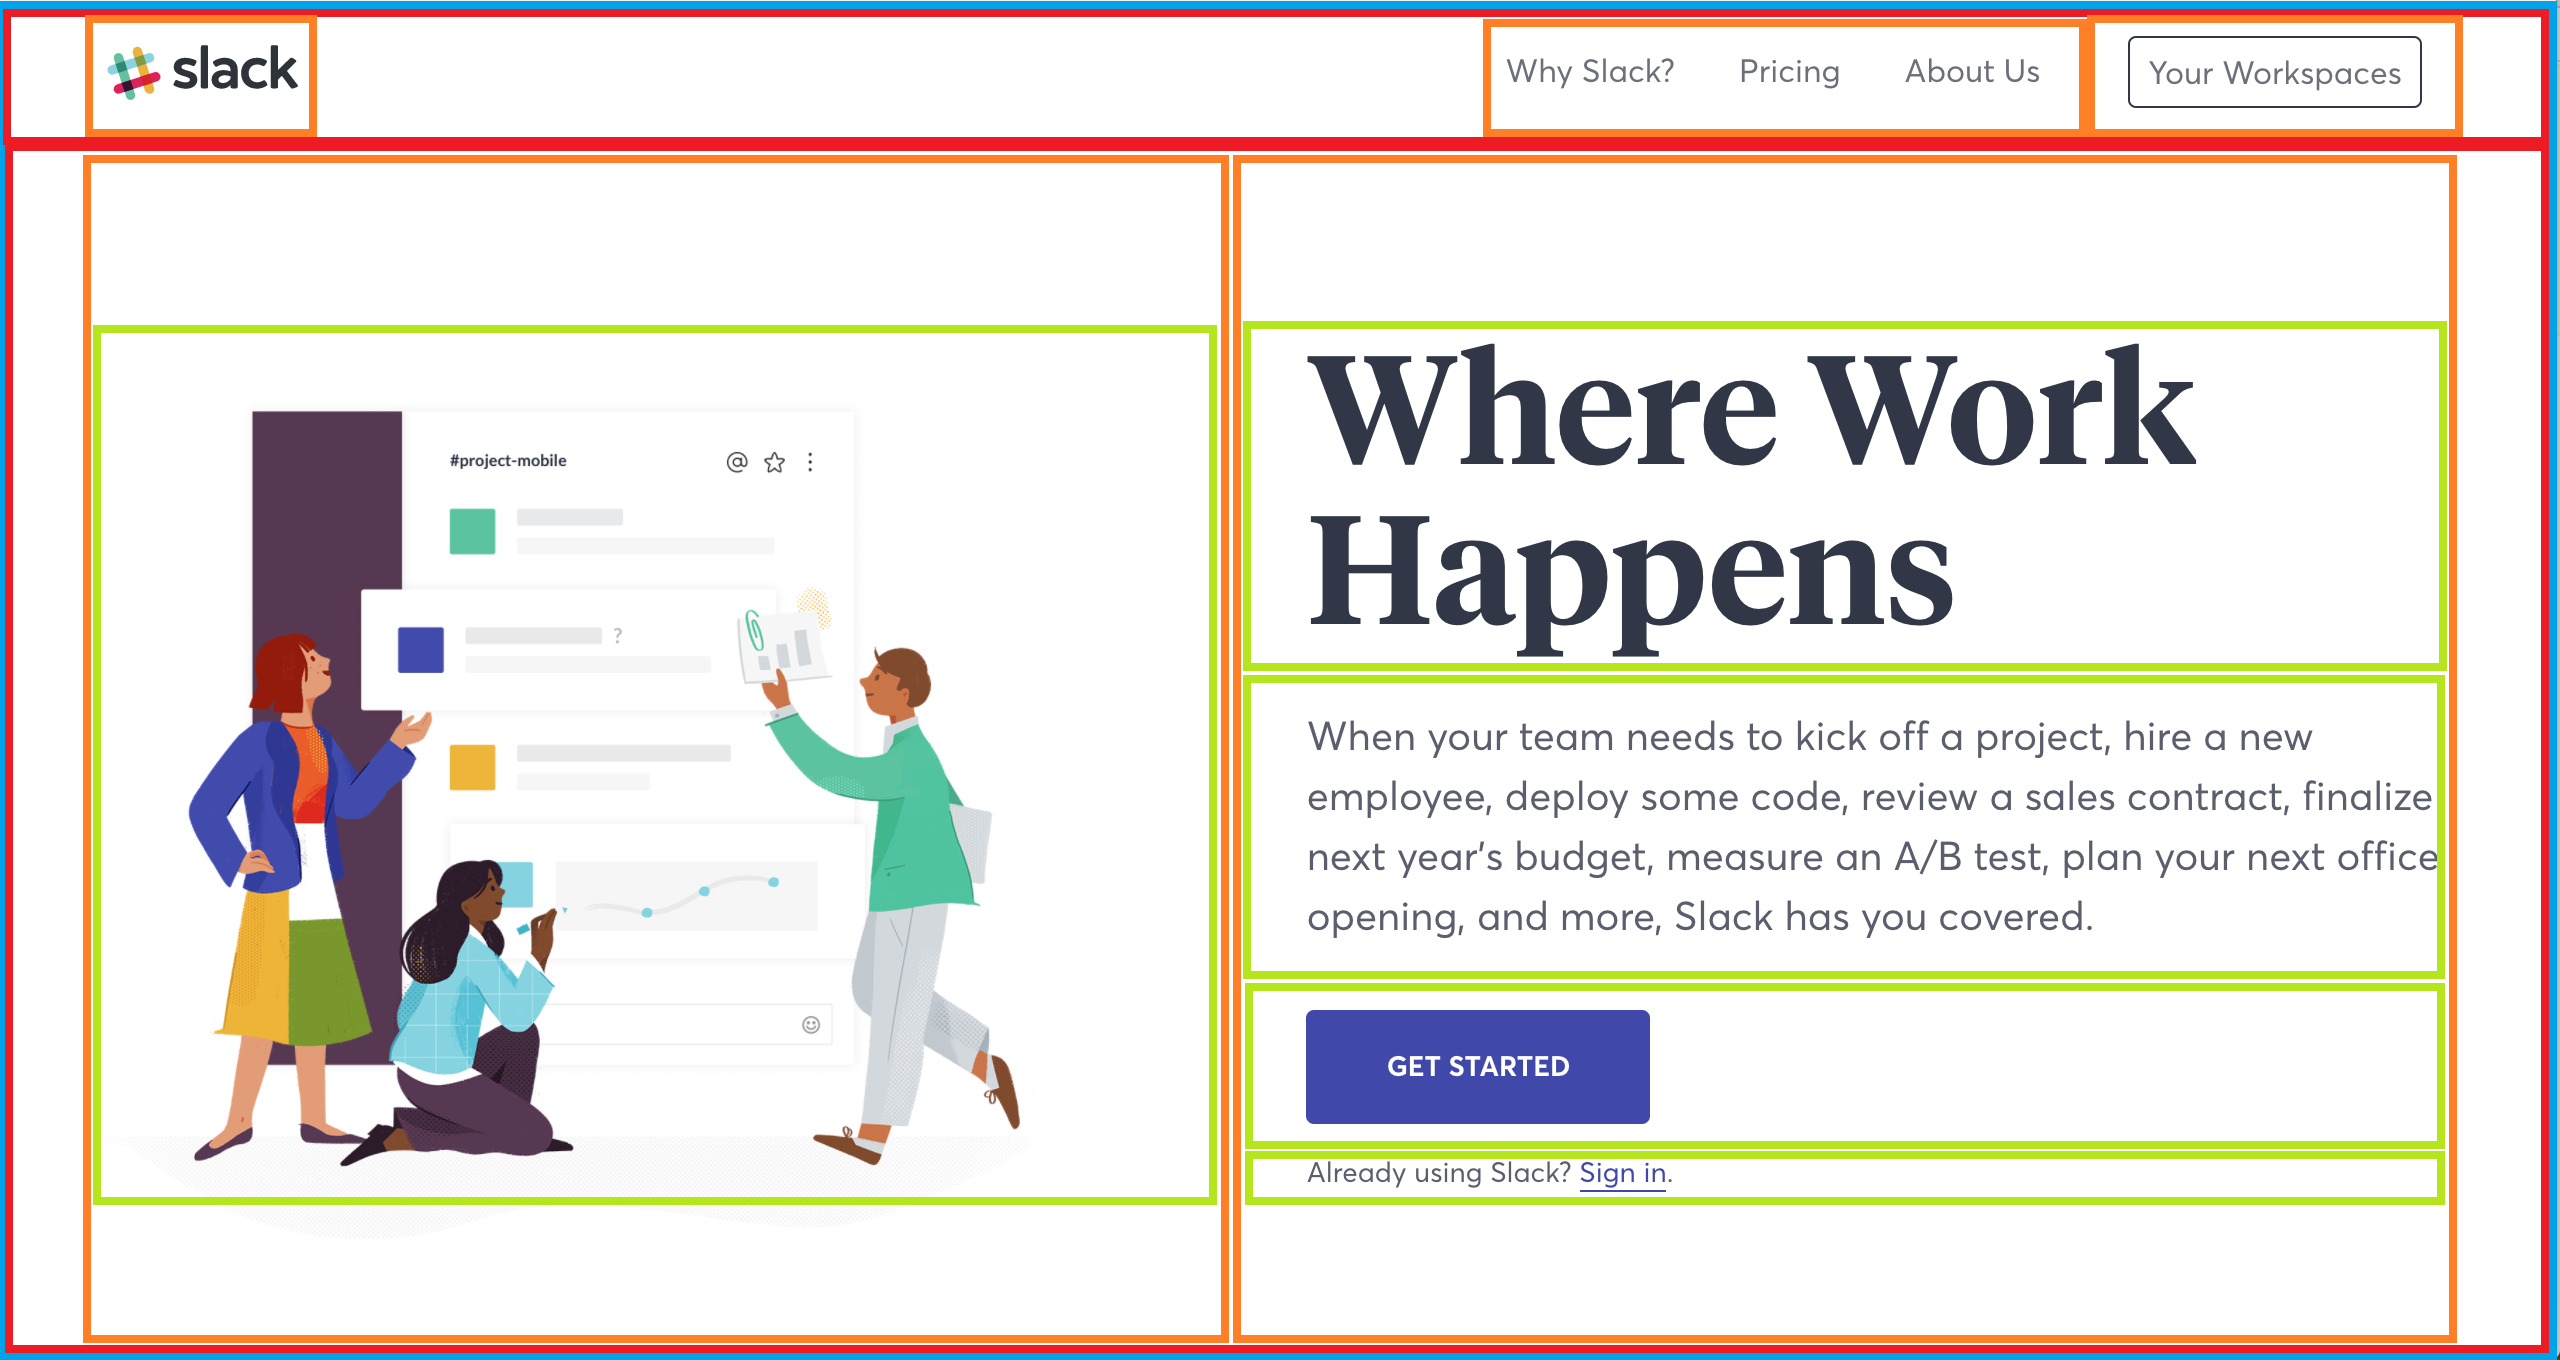 slack
Why Slack? Pricing About Us Your Workspaces
#project-mobile
?
Where Work
Happens
When your team needs to kick off a project, hire a new
employee, deploy some code, review a sales contract, finalize
next year's budget, measure an A/B test, plan your next office
opening, and more, Slack has you covered.
GET STARTED
Already using Slack? Sign in.